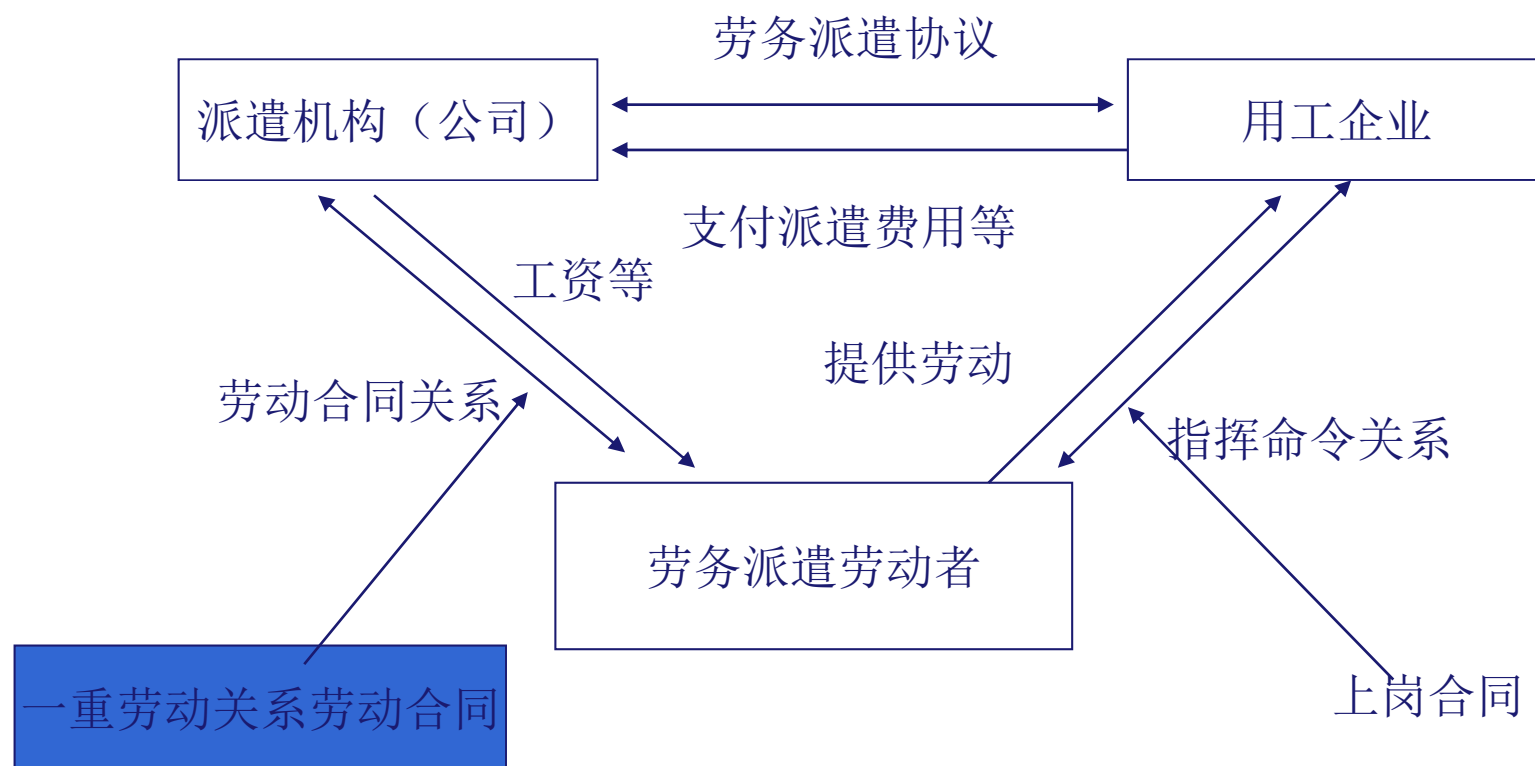 劳务派遣协议
派遣机构（公司）
用工企业
支付派遣费用等
工资等
提供劳动
劳动合同关系
指挥命令关系
劳务派遣劳动者
一重劳动关系劳动合同
上岗合同